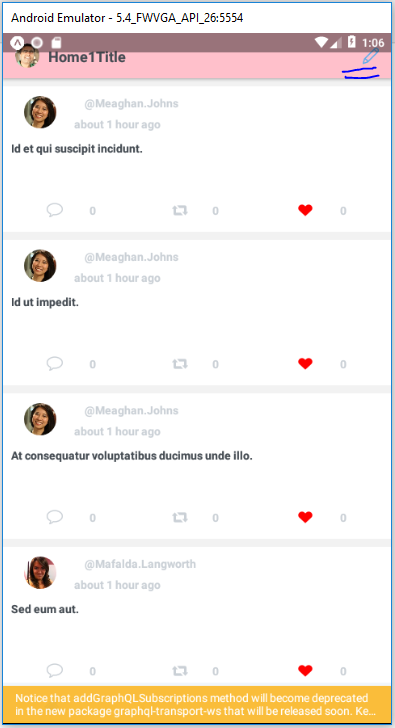 Android Emulator - 5.4_FWVGA_API_26:5554
1:06
Home1Title
@Meaghan.Johns
about 1 hour ago
Id et qui suscipit incidunt.
0 0 0
@Meaghan.Johns
about 1 hour ago
Id ut impedit.
0 0 0
@Meaghan.Johns
about 1 hour ago
At consequatur voluptatibus ducimus unde illo.
0 0 0
@Mafalda.Langworth
about 1 hour ago
Sed eum aut.
0 0 0
Notice that addGraphQLSubscriptions method will become deprecated
in the new package graphql-transport-ws that will be released soon. Ke...